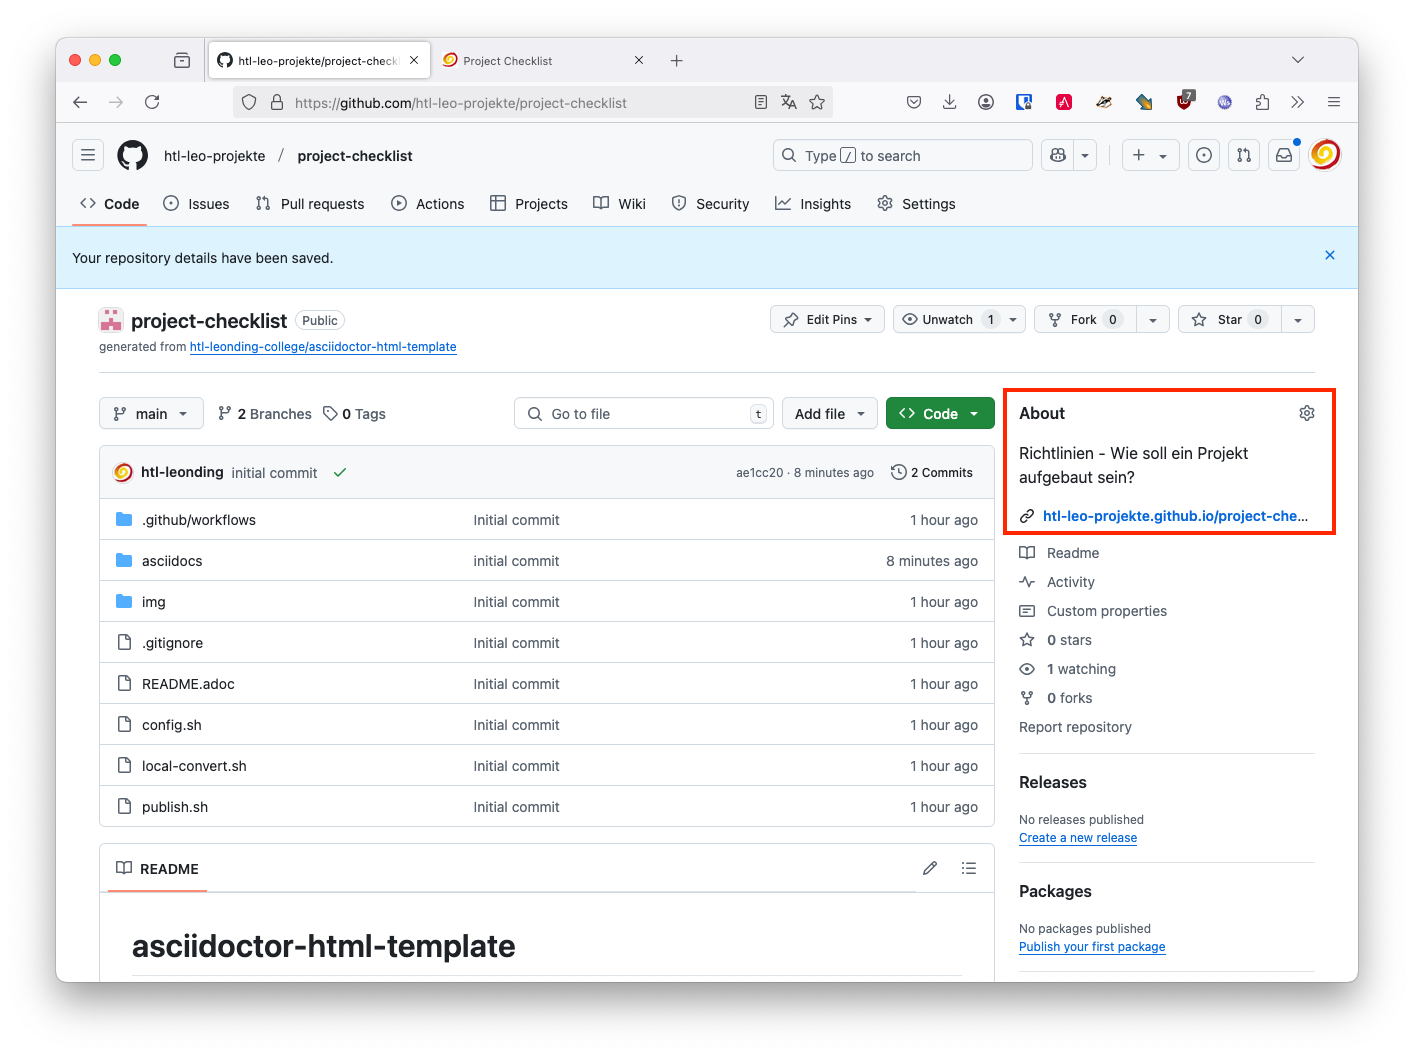 htl-leo-projekte/project-check
Project Checklist
https://github.com/htl-leo-projekte/project-checklist
7
htl-leo-projekte / project-checklist
Type / to search
Code
Issues
Pull requests
Actions
Projects
Wiki
Security
Insights
Settings
Your repository details have been saved.
project-checklist Public
Edit Pins
Unwatch 1
Fork 0
Star 0
generated from htl-leonding-college/asciidoctor-html-template
main
2 Branches
0 Tags
Go to file t
Add file
Code
htl-leonding initial commit
ae1cc20 · 8 minutes ago
2 Commits
.github/workflows Initial commit 1 hour ago
asciidocs initial commit 8 minutes ago
img Initial commit 1 hour ago
.gitignore Initial commit 1 hour ago
README.adoc Initial commit 1 hour ago
config.sh Initial commit 1 hour ago
local-convert.sh Initial commit 1 hour ago
publish.sh Initial commit 1 hour ago
README
asciidoctor-html-template
About
Richtlinien - Wie soll ein Projekt
aufgebaut sein?
htl-leo-projekte.github.io/project-che...
Readme
Activity
Custom properties
0 stars
1 watching
0 forks
Report repository
Releases
No releases published
Create a new release
Packages
No packages published
Publish your first package